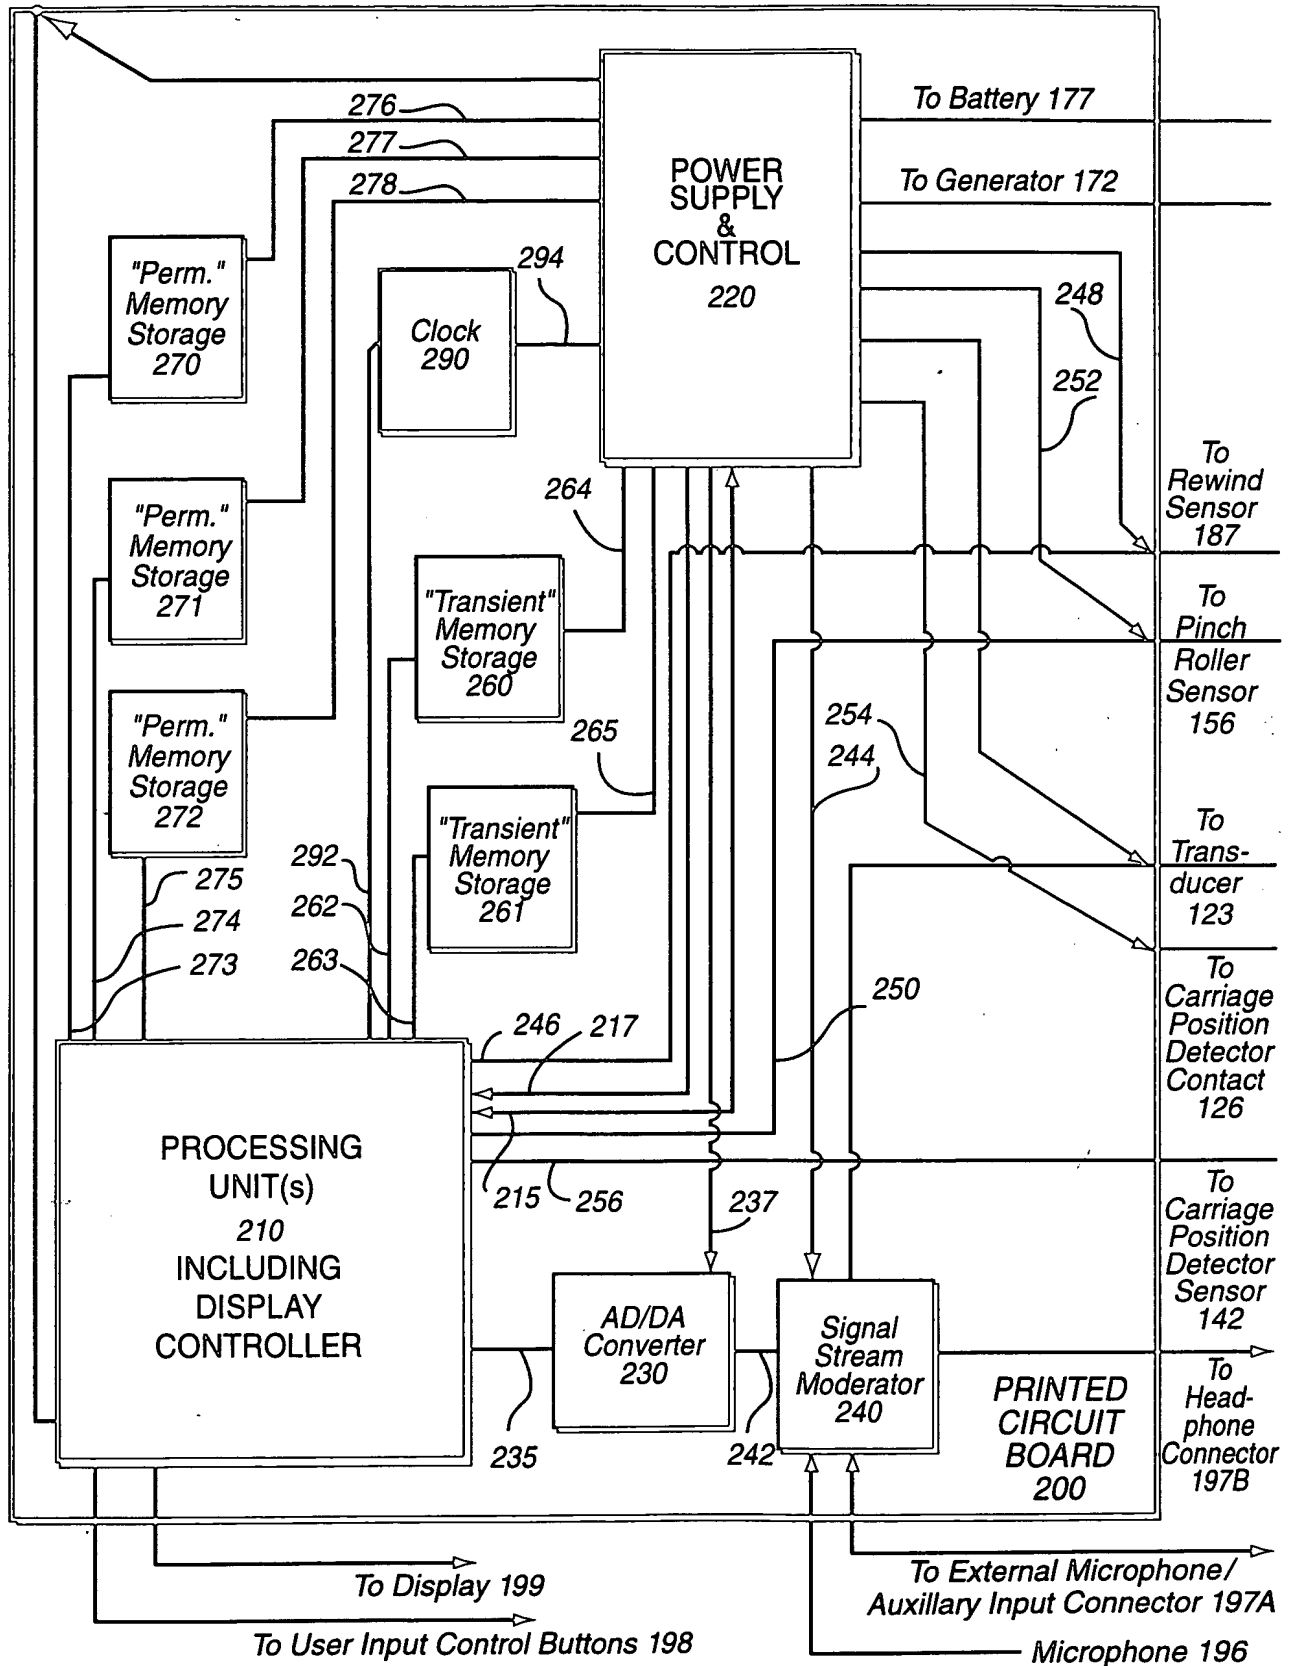 276
To Battery 177
277
278
To Generator 172
POWER
SUPPLY
&
CONTROL
220
"Perm."
Memory
Storage
270
294
Clock
290
248
252
To
Rewind
Sensor
187
264
"Perm."
Memory
Storage
271
"Transient"
Memory
Storage
260
To
Pinch
Roller
Sensor
156
"Perm."
Memory
Storage
272
265
254
244
"Transient"
Memory
Storage
261
To
Trans-
ducer
123
292
275
262
274
263
273
250
To
Carriage
Position
Detector
Contact
126
246
217
PROCESSING
UNIT(s)
210
INCLUDING
DISPLAY
CONTROLLER
215
256
237
To
Carriage
Position
Detector
Sensor
142
AD/DA
Converter
230
Signal
Stream
Moderator
240
235
242
PRINTED
CIRCUIT
BOARD
200
To
Head-
phone
Connector
197B
To Display 199
To External Microphone/
Auxillary Input Connector 197A
To User Input Control Buttons 198
Microphone 196